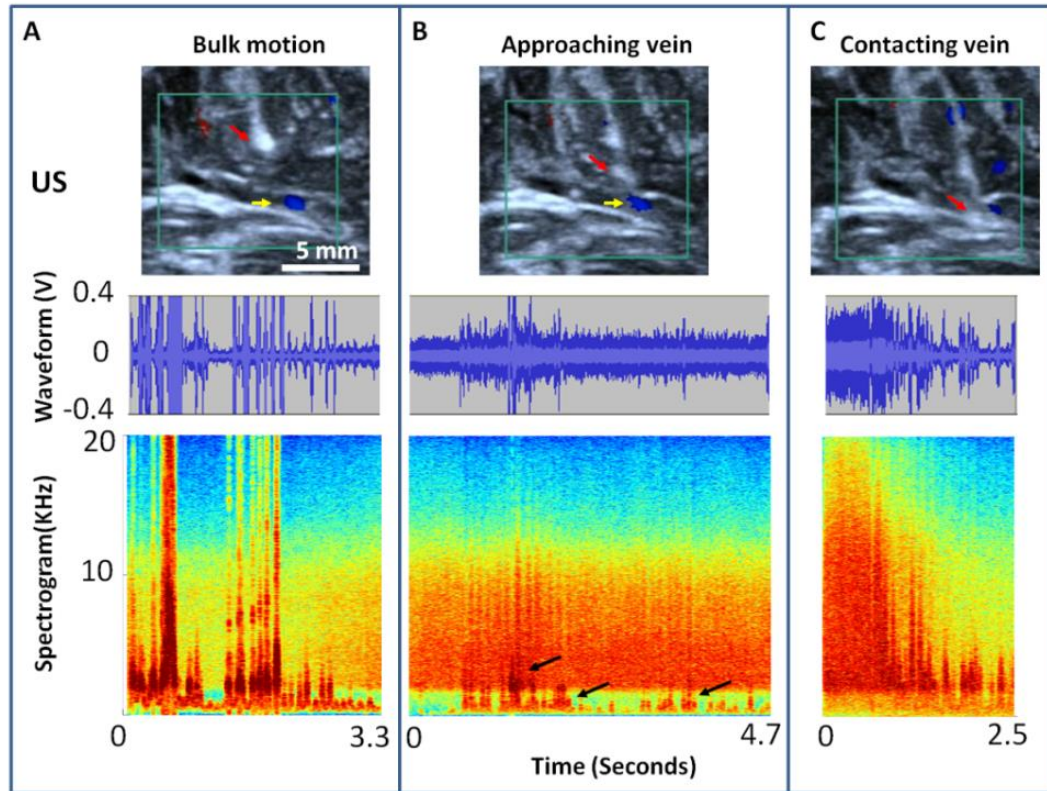 A
Bulk motion
B
Approaching vein
C
Contacting vein
US
5 mm
Waveform (V)
0.4
0
-0.4
Spectrogram(KHz)
20
10
0
3.3
0
4.7
0
2.5
Time (Seconds)